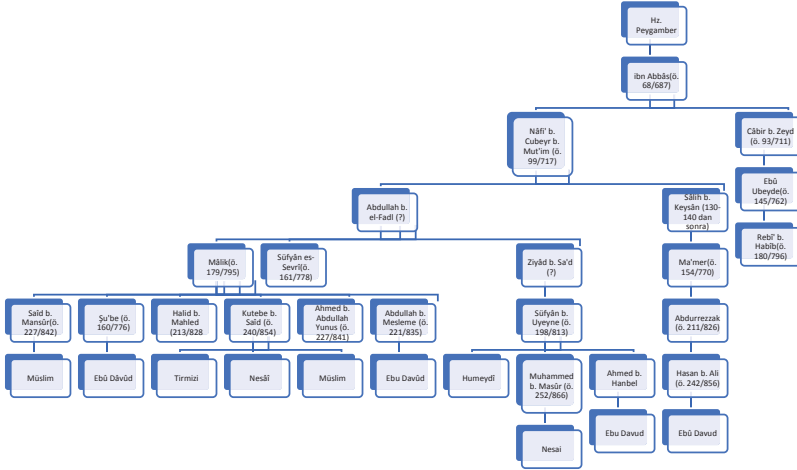 Hz.
Peygamber
ibn Abbâs(ö.
68/687)
Nâfi' b.
Cubeyr b.
Mut'im (ö.
99/717)
Câbir b. Zeyd
(ö. 93/711)
Abdullah b.
el-Fadl (?)
Sâlih b.
Keysân (130-
140 dan
sonra)
Ebû
Ubeyde(ö.
145/762)
Mâlik(ö.
179/795)
Süfyân es-
Sevrî(ö.
161/778)
Ziyâd b. Sa'd
(?)
Ma'mer(ö.
154/770)
Rebî' b.
Habîb(ö.
180/796)
Saîd b.
Mansûr(ö.
227/842)
Şu'be (ö.
160/776)
Halid b.
Mahled
(213/828
Kutebe b.
Saîd (ö.
240/854)
Ahmed b.
Abdullah
Yunus (ö.
227/841)
Abdullah b.
Mesleme (ö.
221/835)
Süfyân b.
Uyeyne (ö.
198/813)
Abdurrezzak
(ö. 211/826)
Müslim
Ebû Dâvûd
Tirmizi
Nesâî
Müslim
Ebu Davûd
Humeydî
Muhammed
b. Masûr (ö.
252/866)
Ahmed b.
Hanbel
Hasan b. Ali
(ö. 242/856)
Nesai
Ebu Davud
Ebû Davud